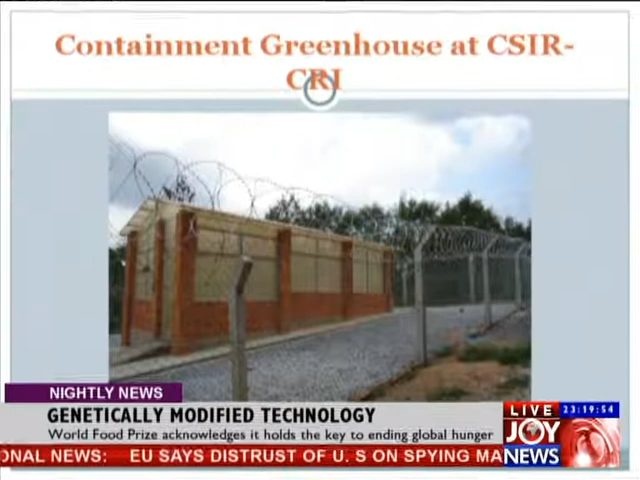 Containment Greenhouse at CSIR-
CRI
NIGHTLY NEWS
GENETICALLY MODIFIED TECHNOLOGY
World Food Prize acknowledges it holds the key to ending global hunger
LIVE 23:19:54
JOY
NEWS
ONAL NEWS: EU SAYS DISTRUST OF U. S ON SPYING MA